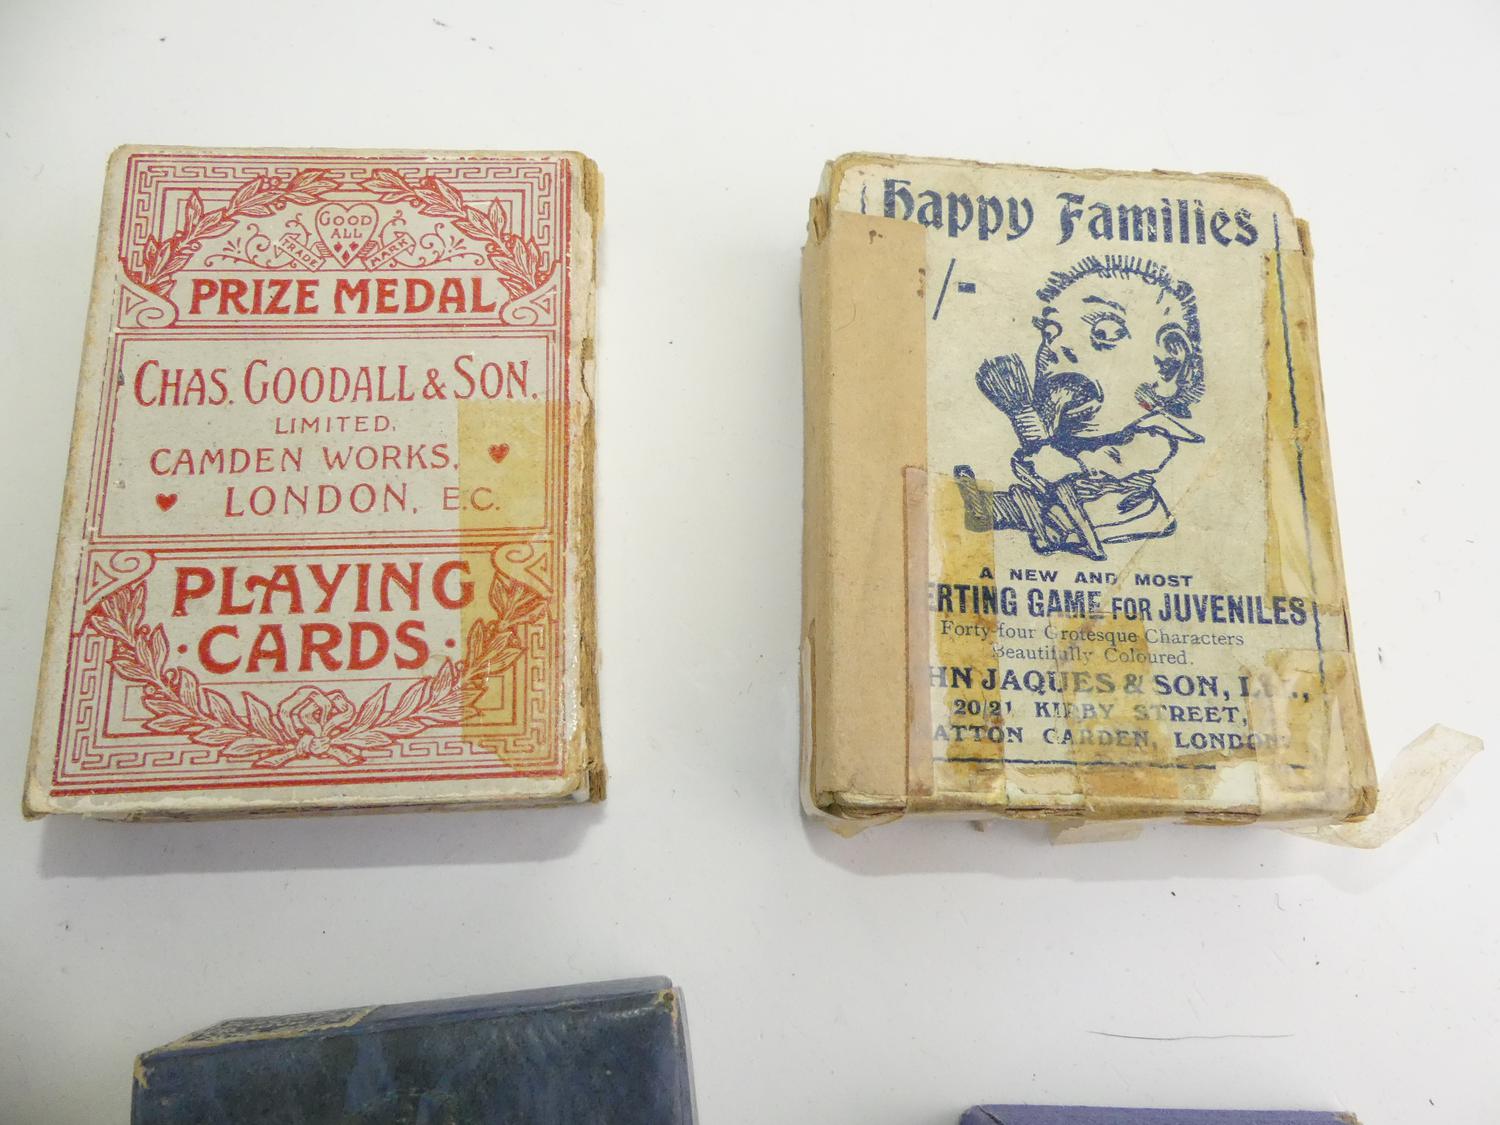 GOOD
ALL
TRADE MARK
PRIZE MEDAL
CHAS. GOODALL & SON.
LIMITED.
CAMDEN WORKS.
LONDON, E.C.
PLAYING
·CARDS·
Happy Families
/-
A NEW AND MOST
ERTING GAME FOR JUVENILES
Forty-four Grotesque Characters
Beautifully Coloured.
HN JAQUES & SON,
20/21 KIRBY STREET,
ATTON GARDEN, LONDON